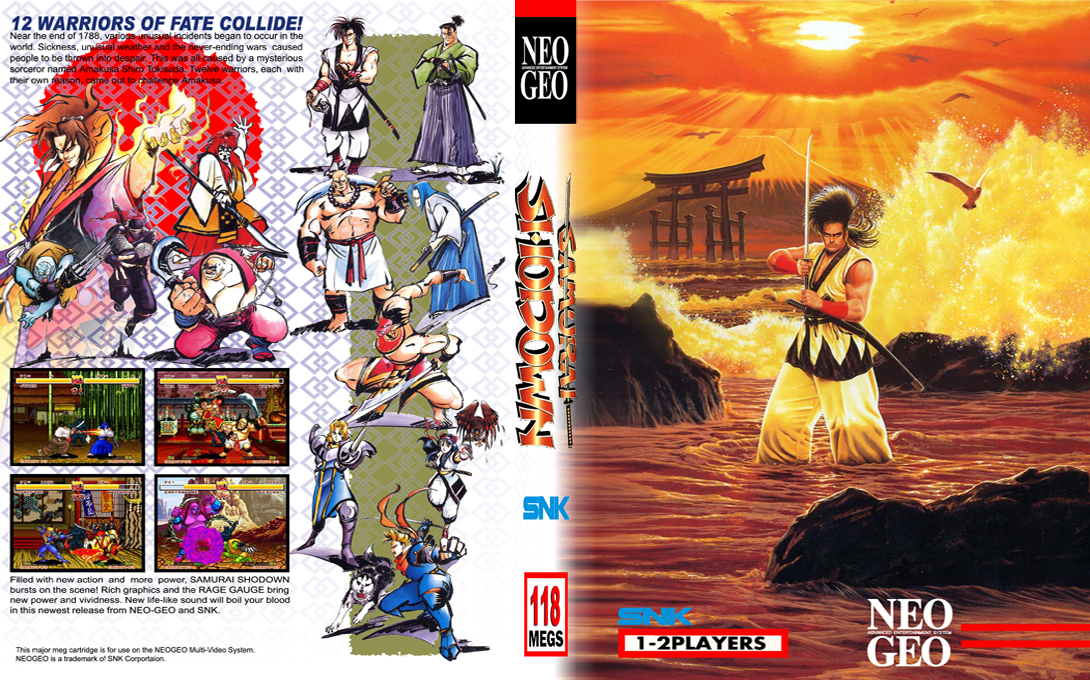 12 WARRIORS OF FATE COLLIDE!
Near the end of 1788, various unusual incidents began to occur in the
world. Sickness, unusual weather and the never-ending wars caused
people to be thrown into despair. This was all caused by a mysterious
sorceror named Amakusa Shiro Tokisada. Twelve warriors, each with
their own reason, came out to challenge Amakusa.
Filled with new action and more power, SAMURAI SHODOWN
bursts on the scene! Rich graphics and the RAGE GAUGE bring
new power and vividness. New life-like sound will boil your blood
in this newest release from NEO-GEO and SNK.
This major meg cartridge is for use on the NEOGEO Multi-Video System.
NEOGEO is a trademark of SNK Corportaion.
NEO
ADVANCED ENTERTAINMENT SYSTEM
GEO
SAMURAI
SHODOWN
SNK
118
MEGS
SNK
1-2PLAYERS
NEO
ADVANCED ENTERTAINMENT SYSTEM
GEO